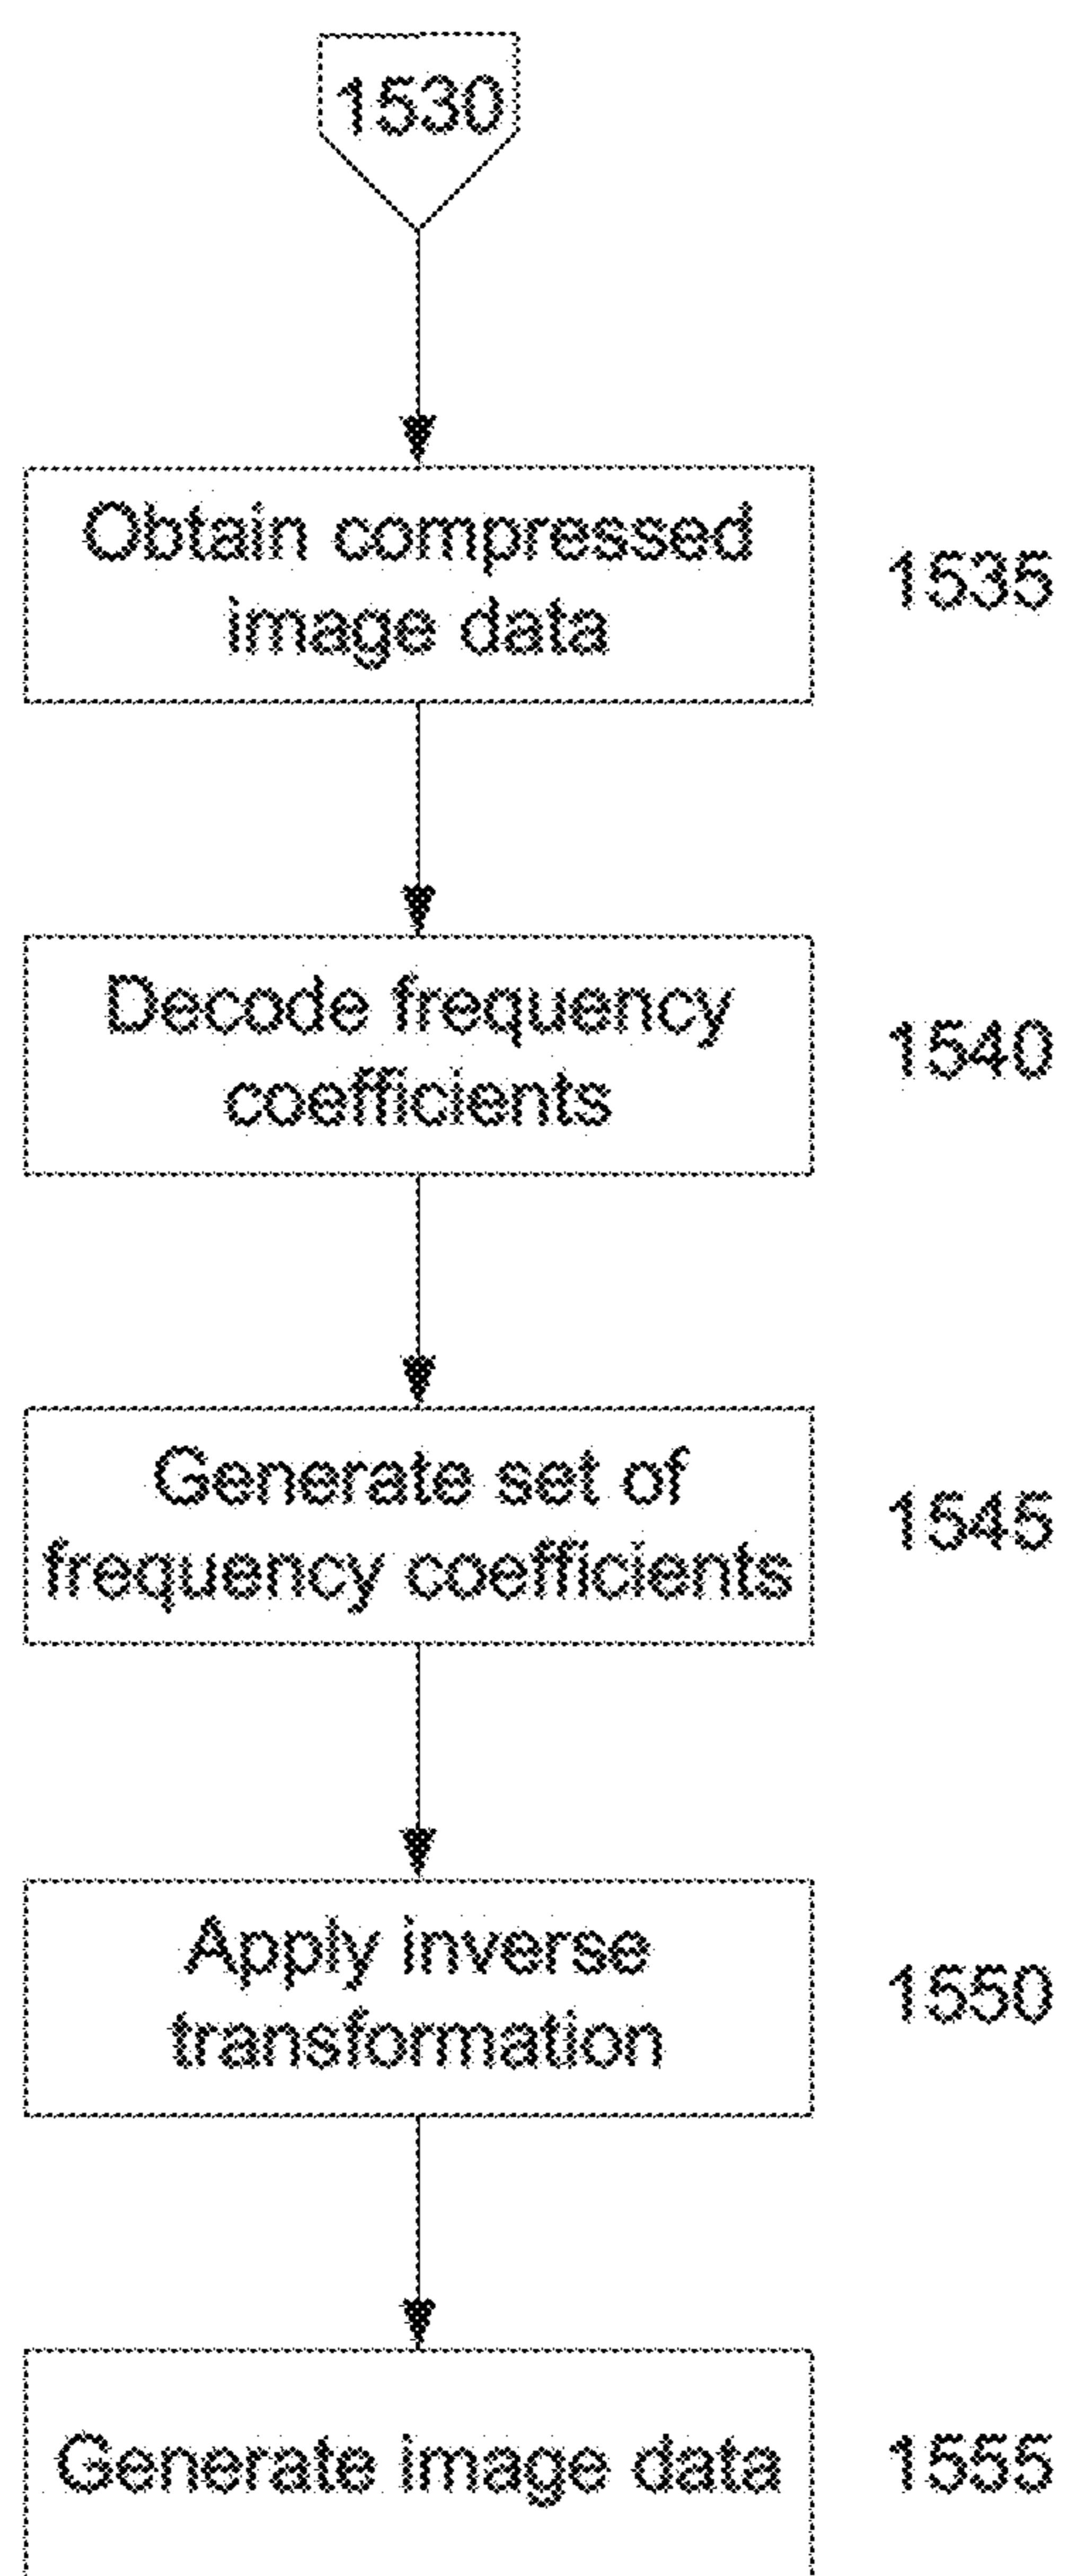 1530
Obtain compressed
image data
1535
Decode frequency
coefficients
1540
Generate set of
frequency coefficients
1545
Apply inverse
transformation
1550
Generate image data
1555